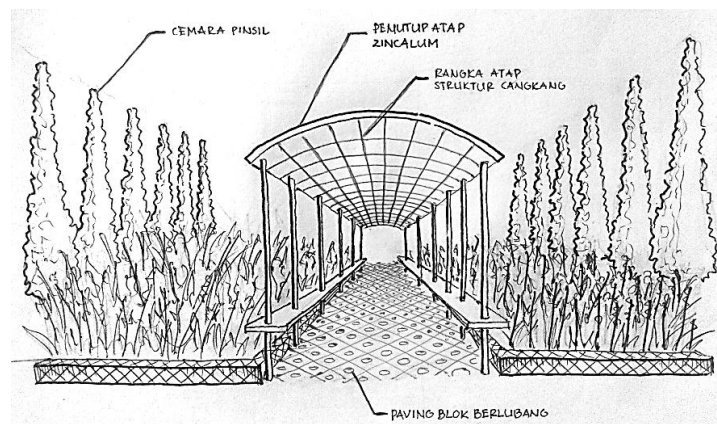 CEMARA PINSIL
PENUTUP ATAP
ZINCALUM
RANGKA ATAP
STRUKTUR CANGKANG
PAVING BLOK BERLUBANG